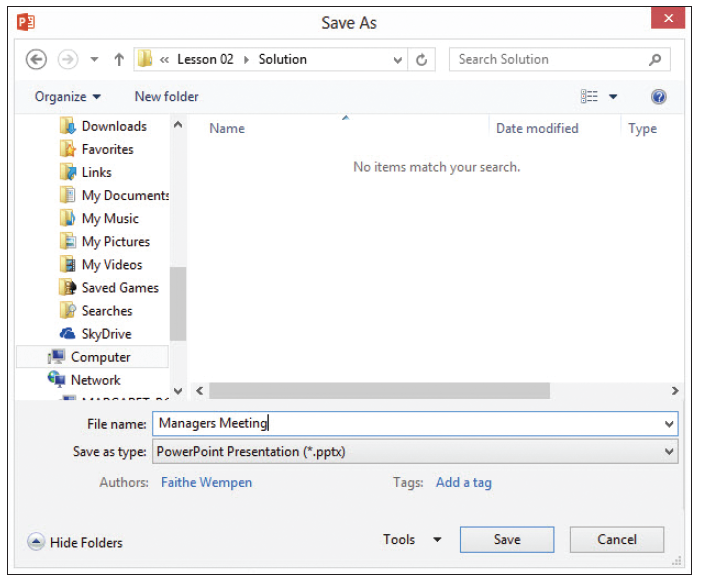 P
Save As
« Lesson 02 Solution
Search Solution
Organize New folder
Downloads
Favorites
Links
My Documents
My Music
My Pictures
My Videos
Saved Games
Searches
SkyDrive
Computer
Network
Name Date modified Type
No items match your search.
File name: Managers Meeting
Save as type: PowerPoint Presentation (*.pptx)
Authors: Faithe Wempen Tags: Add a tag
Hide Folders Tools Save Cancel